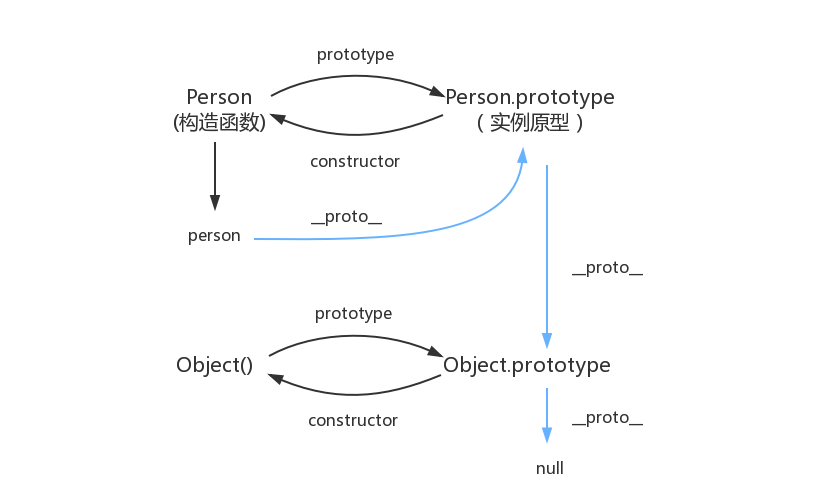 prototype
Person
(构造函数)
Person.prototype
( 实例原型 )
constructor
__proto__
person
__proto__
prototype
Object()
Object.prototype
constructor
__proto__
null